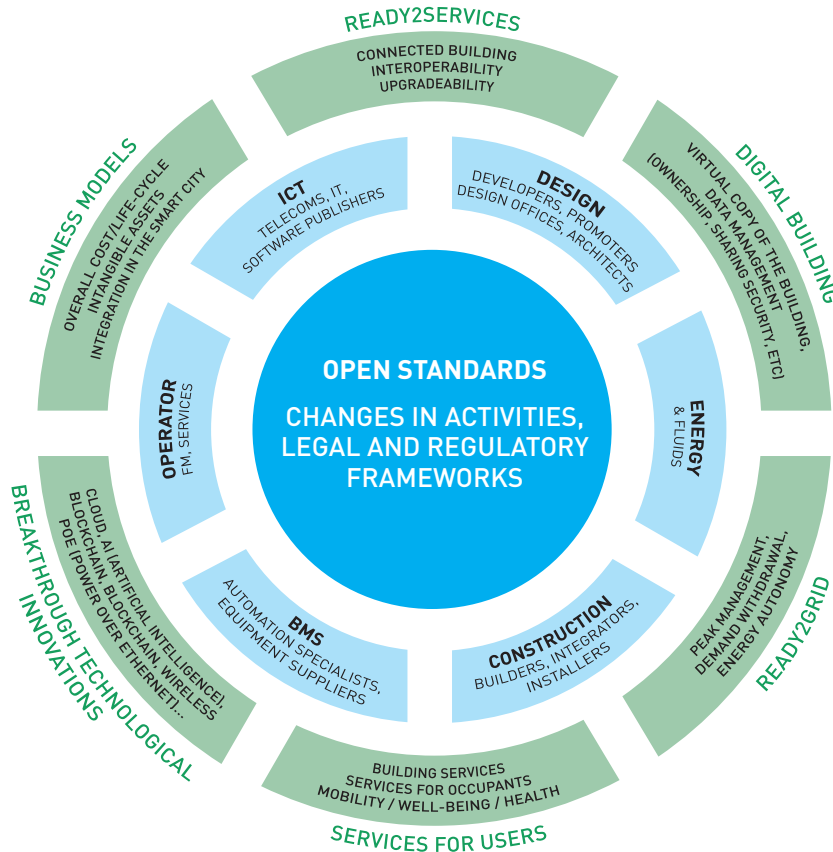 READY2SERVICES
CONNECTED BUILDING
INTEROPERABILITY
UPGRADEABILITY
DIGITAL BUILDING
VIRTUAL COPY OF THE BUILDING,
DATA MANAGEMENT
(OWNERSHIP, SHARING SECURITY, ETC)
READY2GRID
PEAK MANAGEMENT,
DEMAND WITHDRAWAL,
ENERGY AUTONOMY
SERVICES FOR USERS
BUILDING SERVICES
SERVICES FOR OCCUPANTS
MOBILITY / WELL-BEING / HEALTH
BREAKTHROUGH TECHNOLOGICAL
INNOVATIONS
CLOUD, AI (ARTIFICIAL INTELLIGENCE),
BLOCKCHAIN, BLOCKCHAIN, WIRELESS
POE (POWER OVER ETHERNET)...
BUSINESS MODELS
OVERALL COST/LIFE-CYCLE
INTANGIBLE ASSETS
INTEGRATION IN THE SMART CITY
ICT
TELECOMS, IT,
SOFTWARE PUBLISHERS
DESIGN
DEVELOPERS, PROMOTERS
DESIGN OFFICES, ARCHITECTS
ENERGY
& FLUIDS
CONSTRUCTION
BUILDERS, INTEGRATORS,
INSTALLERS
BMS
AUTOMATION SPECIALISTS,
EQUIPMENT SUPPLIERS
OPERATOR
FM, SERVICES
OPEN STANDARDS
CHANGES IN ACTIVITIES,
LEGAL AND REGULATORY
FRAMEWORKS